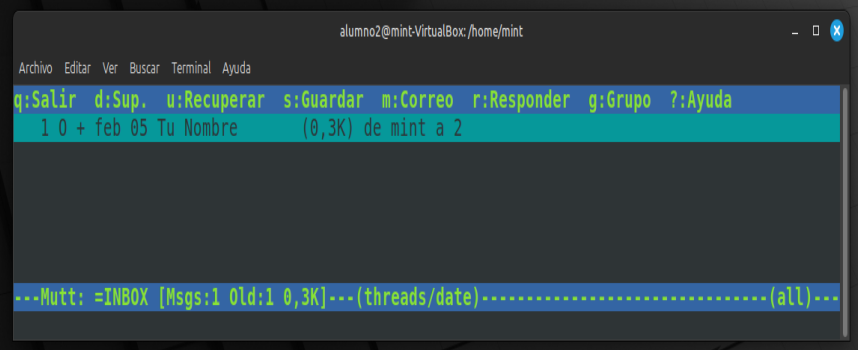 alumno2@mint-VirtualBox: /home/mint
Archivo Editar Ver Buscar Terminal Ayuda
q:Salir d:Sup. u:Recuperar s:Guardar m:Correo r:Responder g:Grupo ?:Ayuda
1 O + feb 05 Tu Nombre (0,3K) de mint a 2
---Mutt: =INBOX [Msgs:1 Old:1 0,3K]---(threads/date)--------------------------------(all)---